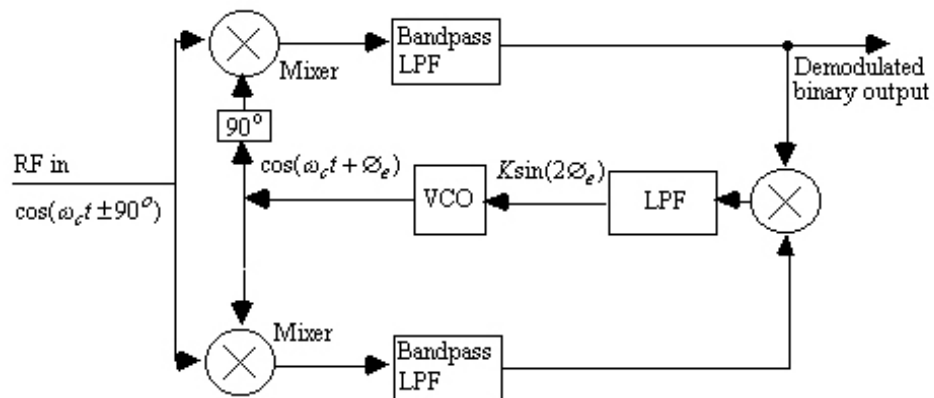 Bandpass
LPF
Mixer
Demodulated
binary output
90°
RF in
cos(ω_c t ± 90°)
cos(ω_c t + ∅_e)
VCO
Ksin(2∅_e)
LPF
Mixer
Bandpass
LPF